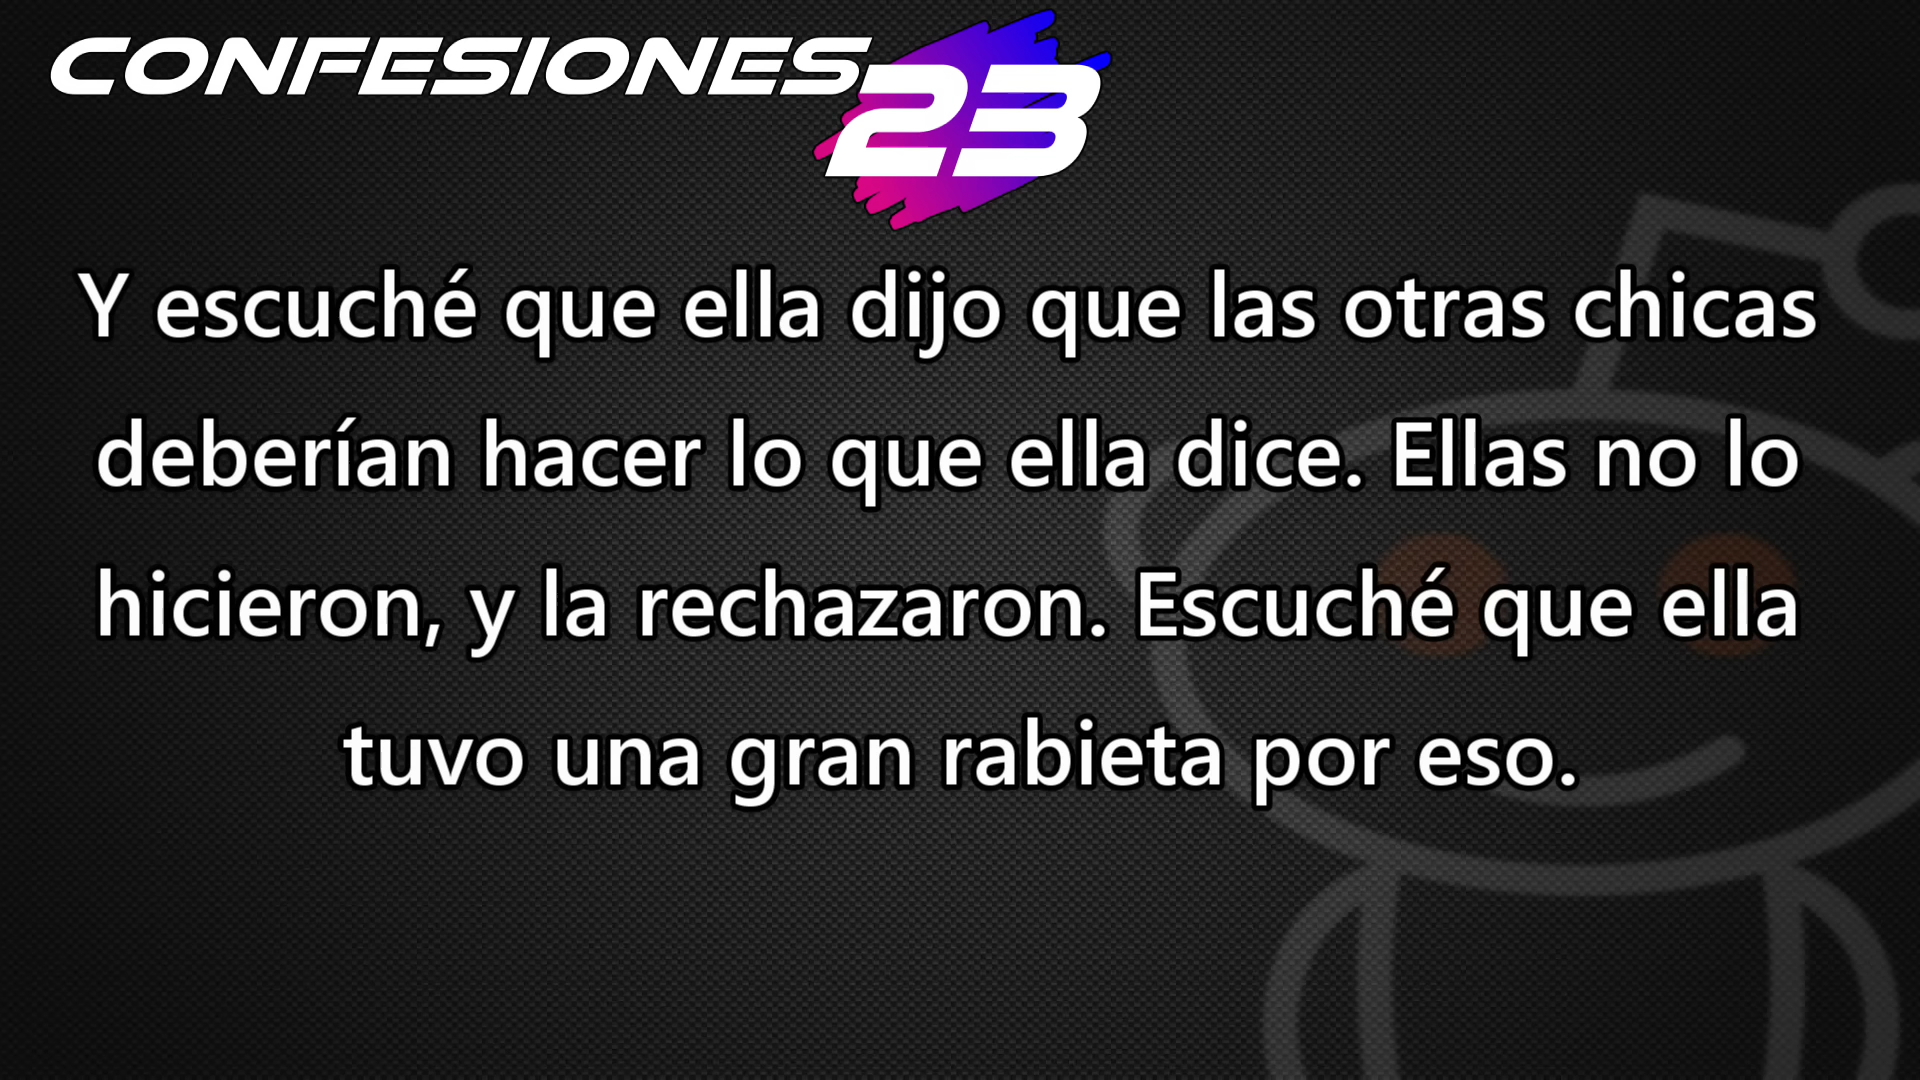 CONFESIONES
23
Y escuché que ella dijo que las otras chicas
deberían hacer lo que ella dice. Ellas no lo
hicieron, y la rechazaron. Escuché que ella
tuvo una gran rabieta por eso.